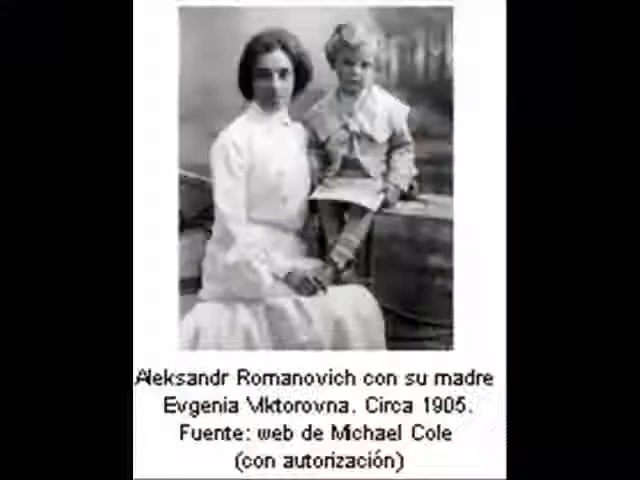 Aleksandr Romanovich con su madre
Evgenia Viktorovna. Circa 1905.
Fuente: web de Michael Cole
(con autorización)